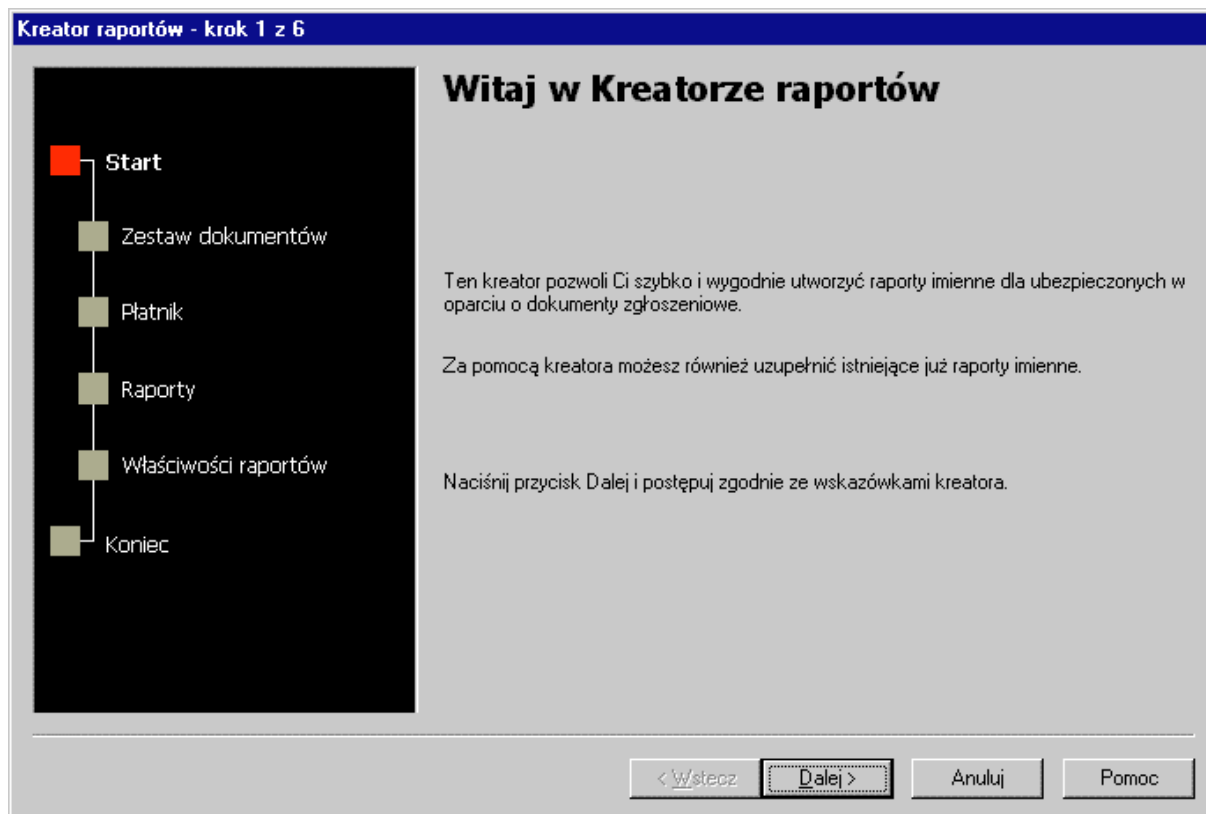 Kreator raportów - krok 1 z 6
Witaj w Kreatorze raportów
Start
Zestaw dokumentów
Płatnik
Raporty
Właściwości raportów
Koniec
Ten kreator pozwoli Ci szybko i wygodnie utworzyć raporty imienne dla ubezpieczonych w
oparciu o dokumenty zgłoszeniowe.
Za pomocą kreatora możesz również uzupełnić istniejące już raporty imienne.
Naciśnij przycisk Dalej i postępuj zgodnie ze wskazówkami kreatora.
< Wstecz
Dalej >
Anuluj
Pomoc